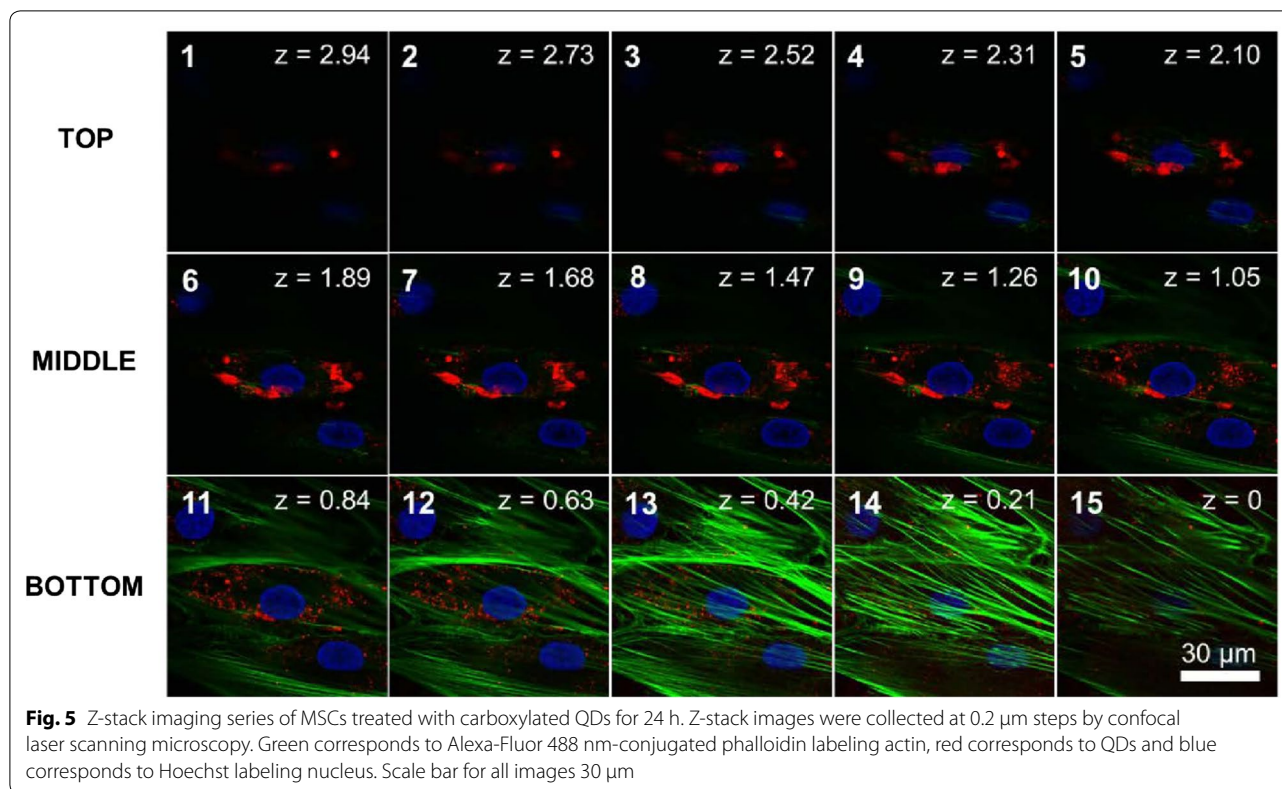 1 z = 2.94 2 z = 2.73 3 z = 2.52 4 z = 2.31 5 z = 2.10
TOP
6 z = 1.89 7 z = 1.68 8 z = 1.47 9 z = 1.26 10 z = 1.05
MIDDLE
11 z = 0.84 12 z = 0.63 13 z = 0.42 14 z = 0.21 15 z = 0
BOTTOM
30 µm
Fig. 5 Z-stack imaging series of MSCs treated with carboxylated QDs for 24 h. Z-stack images were collected at 0.2 µm steps by confocal
laser scanning microscopy. Green corresponds to Alexa-Fluor 488 nm-conjugated phalloidin labeling actin, red corresponds to QDs and blue
corresponds to Hoechst labeling nucleus. Scale bar for all images 30 µm